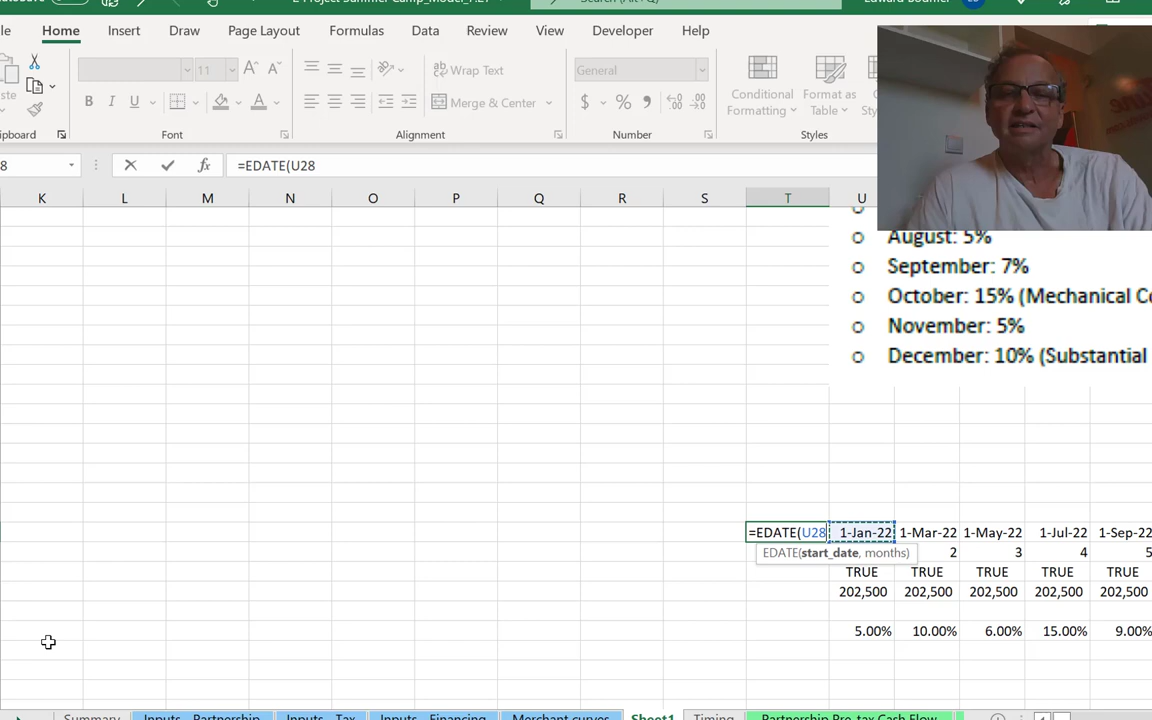 Home Insert Draw Page Layout Formulas Data Review View Developer Help
11 Wrap Text General
Merge & Center $ % Conditional Formatting Format as Table
B I U
Font Alignment Number Styles
=EDATE(U28
K L M N O P Q R S T U
August: 5%
September: 7%
October: 15% (Mechanical
November: 5%
December: 10% (Substantial
=EDATE(U28 1-Jan-22 1-Mar-22 1-May-22 1-Jul-22 1-Sep-22
EDATE(start_date, months) 2 3 4 5
TRUE TRUE TRUE TRUE TRUE
202,500 202,500 202,500 202,500 202,500
5.00% 10.00% 6.00% 15.00% 9.00%
Summary Inputs Partnership Inputs Tax Inputs Financing Merchant curves Sheet1 Timing Partnership Pre-tax Cash Flow